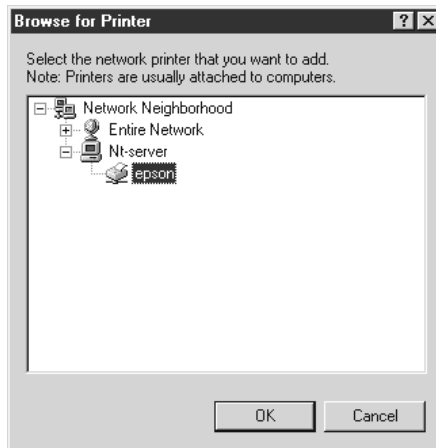 Browse for Printer
Select the network printer that you want to add.
Note: Printers are usually attached to computers.
Network Neighborhood
Entire Network
Nt-server
epson
OK Cancel